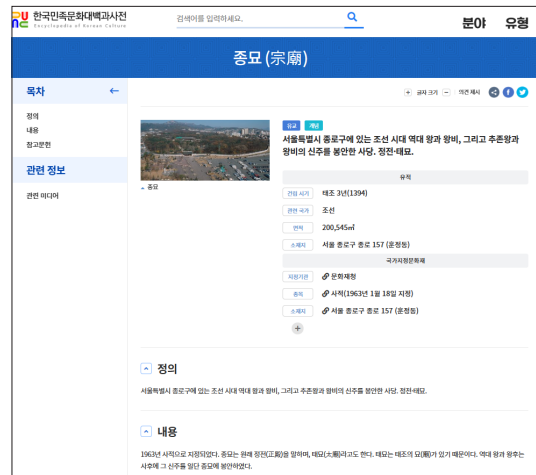 한국민족문화대백과사전
Encyclopedia of Korean Culture
검색어를 입력하세요.
분야 유형
종묘 (宗廟)
목차
글자 크기
의견 제시
정의
내용
참고문헌
관련 정보
관련 미디어
종묘
유교 개념
서울특별시 종로구에 있는 조선 시대 역대 왕과 왕비, 그리고 추존왕과
왕비의 신주를 봉안한 사당. 정전·태묘.
유적
건립 시기 태조 3년(1394)
관련 국가 조선
면적 200,545㎡
소재지 서울 종로구 종로 157 (훈정동)
국가지정문화재
지정기관 문화재청
종목 사적(1963년 1월 18일 지정)
소재지 서울 종로구 종로 157 (훈정동)
정의
서울특별시 종로구에 있는 조선 시대 역대 왕과 왕비, 그리고 추존왕과 왕비의 신주를 봉안한 사당. 정전·태묘.
내용
1963년 사적으로 지정되었다. 종묘는 원래 정전(正殿)을 말하며, 태묘(太廟)라고도 한다. 태묘는 태조의 묘(廟)가 있기 때문이다. 역대 왕과 왕후는
사후에 그 신주를 일단 종묘에 봉안하였다.